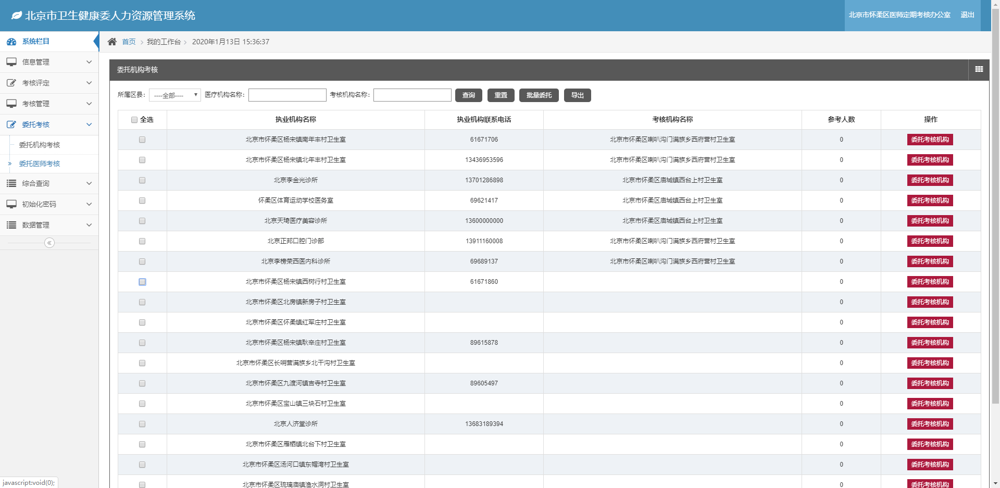 北京市卫生健康委人力资源管理系统
北京市怀柔区医师定期考核办公室 退出
系统栏目
信息管理
考核评定
考核管理
委托考核
委托机构考核
委托医师考核
综合查询
初始化密码
数据管理
首页 我的工作台 2020年1月13日 15:36:37
委托机构考核
所属区县： ----全部---- 医疗机构名称： 考核机构名称： 查询 重置 批量委托 导出
全选 执业机构名称 执业机构联系电话 考核机构名称 参考人数 操作
北京市怀柔区杨宋镇南年丰村卫生室 61671706 北京市怀柔区喇叭沟门满族乡西府营村卫生室 0 委托考核机构
北京市怀柔区杨宋镇北年丰村卫生室 13436953596 北京市怀柔区喇叭沟门满族乡西府营村卫生室 0 委托考核机构
北京李金光诊所 13701286898 北京市怀柔区庙城镇西台上村卫生室 0 委托考核机构
怀柔区体育运动学校医务室 69621417 北京市怀柔区庙城镇西台上村卫生室 0 委托考核机构
北京天琦医疗美容诊所 13600000000 北京市怀柔区庙城镇西台上村卫生室 0 委托考核机构
北京正邦口腔门诊部 13911160008 北京市怀柔区喇叭沟门满族乡西府营村卫生室 0 委托考核机构
北京李榜荣西医内科诊所 69689137 北京市怀柔区喇叭沟门满族乡西府营村卫生室 0 委托考核机构
北京市怀柔区杨宋镇西树行村卫生室 61671860 0 委托考核机构
北京市怀柔区北房镇新房子村卫生室 0 委托考核机构
北京市怀柔区怀柔镇红军庄村卫生室 0 委托考核机构
北京市怀柔区杨宋镇耿辛庄村卫生室 89615878 0 委托考核机构
北京市怀柔区长哨营满族乡北干沟村卫生室 0 委托考核机构
北京市怀柔区九渡河镇吉寺村卫生室 89605497 0 委托考核机构
北京市怀柔区宝山镇三块石村卫生室 0 委托考核机构
北京人济堂诊所 13683189394 0 委托考核机构
北京市怀柔区雁栖镇北台下村卫生室 0 委托考核机构
北京市怀柔区汤河口镇东帽湾村卫生室 0 委托考核机构
北京市怀柔区琉璃庙镇渔水洞村卫生室 0 委托考核机构
javascript:void(0);